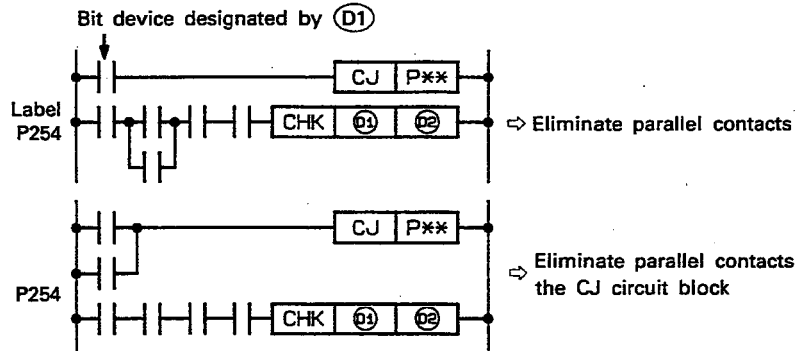 Bit device designated by D1
CJ P**
Label
P254
CHK D1 D2
⇨ Eliminate parallel contacts
CJ P**
P254
⇨ Eliminate parallel contacts
the CJ circuit block
CHK D1 D2